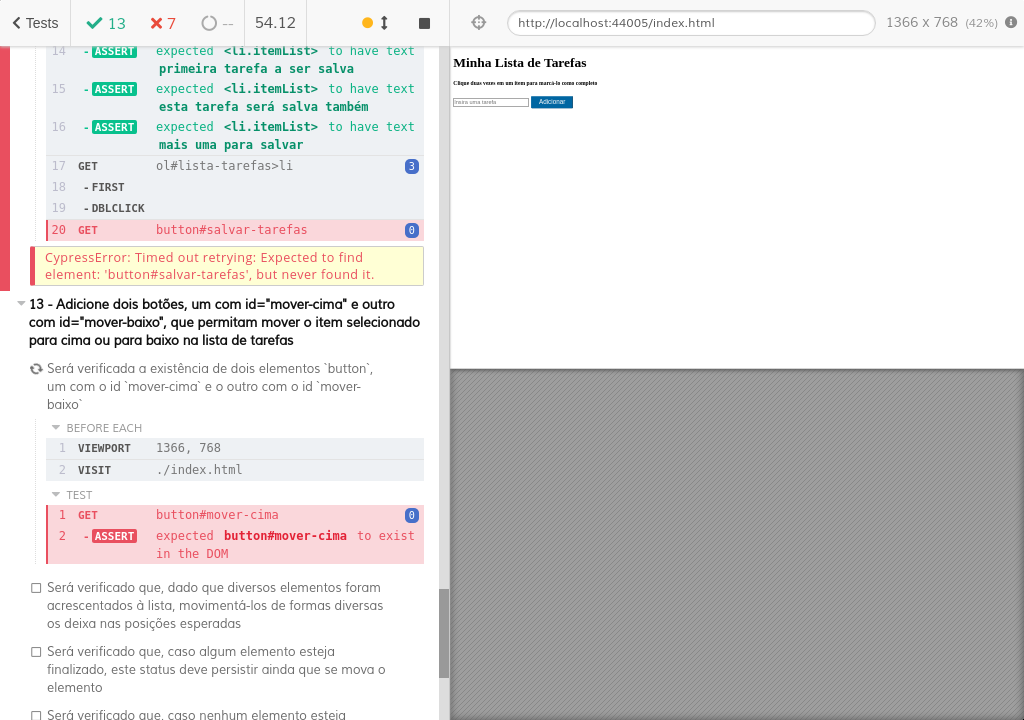 Tests
13
7
--
54.12
http://localhost:44005/index.html
1366 x 768 (42%)
14 -ASSERT expected <li.itemList> to have text
primeira tarefa a ser salva
15 -ASSERT expected <li.itemList> to have text
esta tarefa será salva também
16 -ASSERT expected <li.itemList> to have text
mais uma para salvar
17 GET ol#lista-tarefas>li 3
18 -FIRST
19 -DBLCLICK
20 GET button#salvar-tarefas 0
CypressError: Timed out retrying: Expected to find
element: 'button#salvar-tarefas', but never found it.
13 - Adicione dois botões, um com id="mover-cima" e outro
com id="mover-baixo", que permitam mover o item selecionado
para cima ou para baixo na lista de tarefas
Será verificada a existência de dois elementos `button`,
um com o id `mover-cima` e o outro com o id `mover-
baixo`
BEFORE EACH
1 VIEWPORT 1366, 768
2 VISIT ./index.html
TEST
1 GET button#mover-cima 0
2 -ASSERT expected button#mover-cima to exist
in the DOM
Será verificado que, dado que diversos elementos foram
acrescentados à lista, movimentá-los de formas diversas
os deixa nas posições esperadas
Será verificado que, caso algum elemento esteja
finalizado, este status deve persistir ainda que se mova o
elemento
Será verificado que, caso nenhum elemento esteja
Minha Lista de Tarefas
Clique duas vezes em um item para marcá-lo como completo
Insira uma tarefa Adicionar